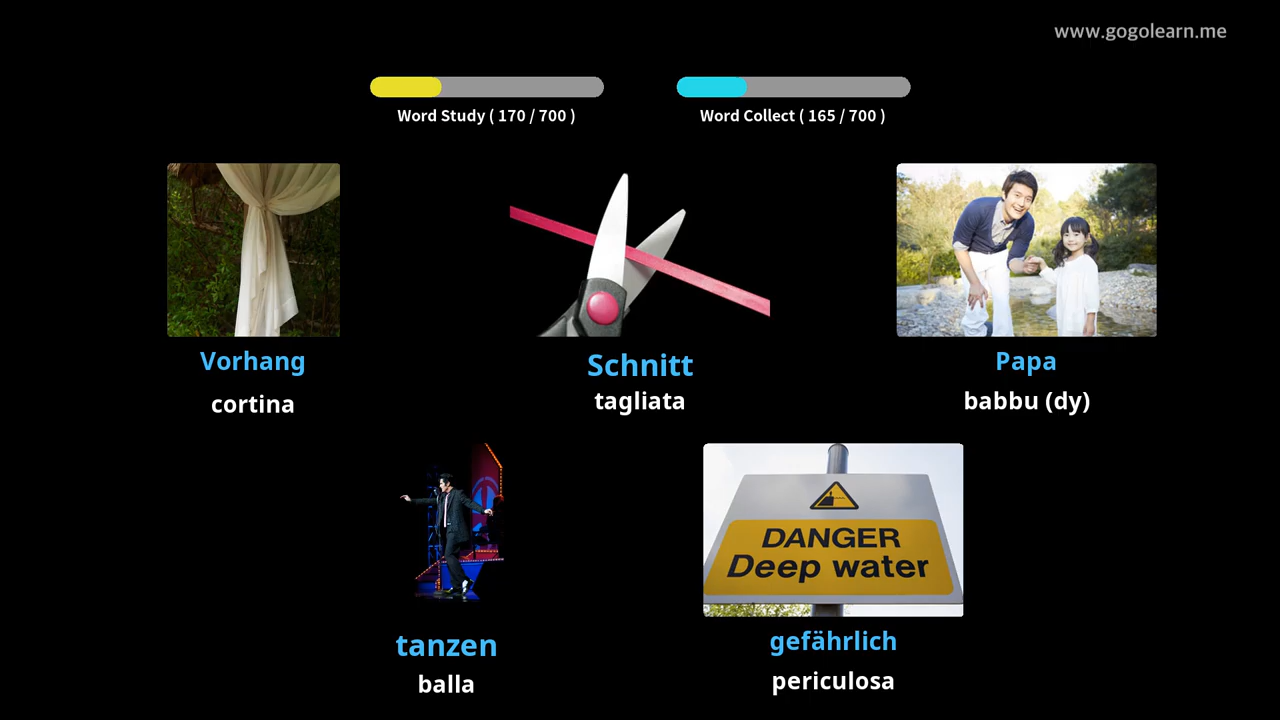 www.gogolearn.me
Word Study ( 170 / 700 )
Word Collect ( 165 / 700 )
Vorhang
cortina
Schnitt
tagliata
Papa
babbu (dy)
tanzen
balla
DANGER
Deep water
gefährlich
periculosa